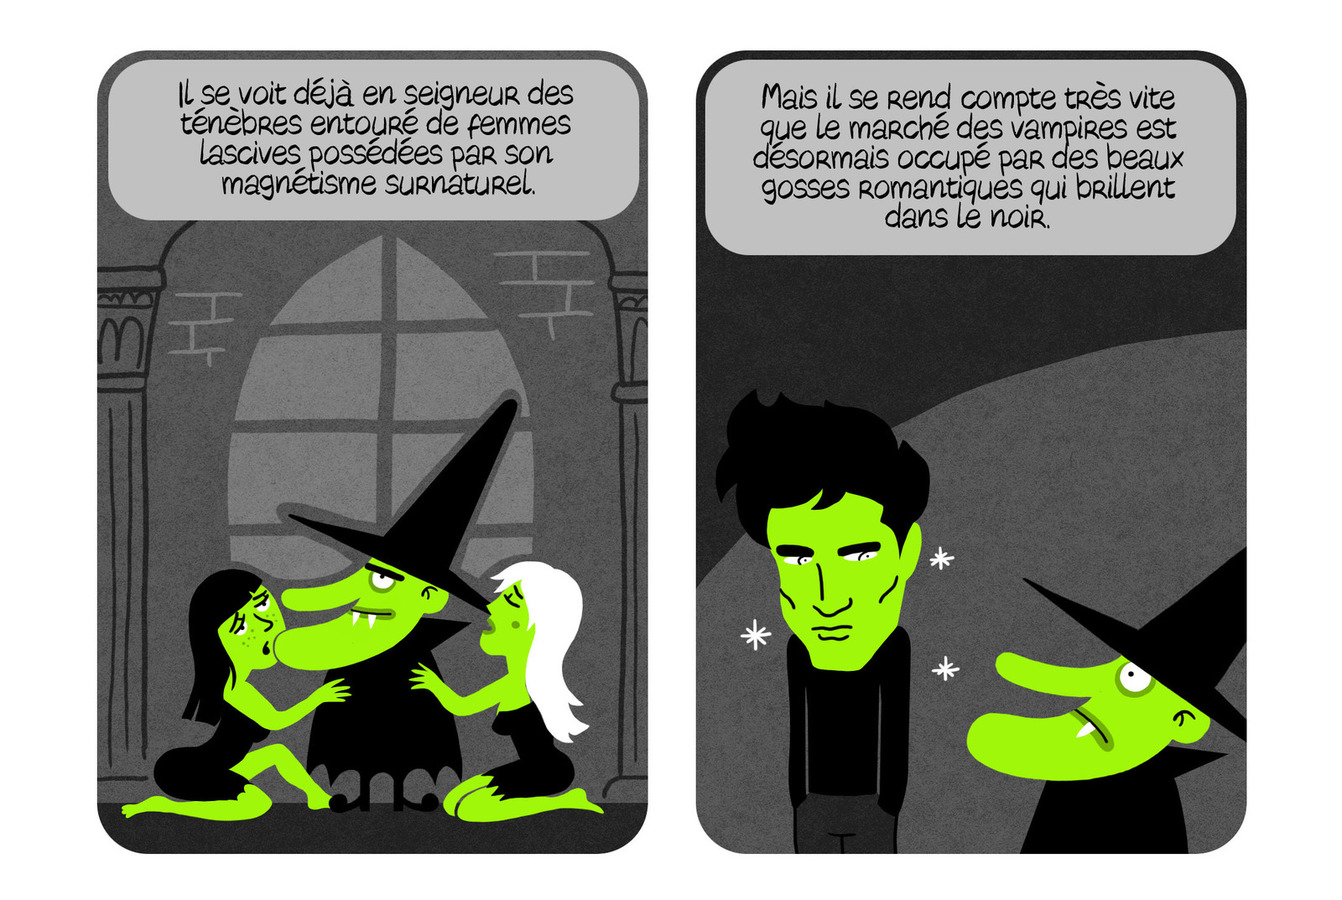 Il se voit déjà en seigneur des
ténèbres entouré de femmes
lascives possédées par son
magnétisme surnaturel.
Mais il se rend compte très vite
que le marché des vampires est
désormais occupé par des beaux
gosses romantiques qui brillent
dans le noir.